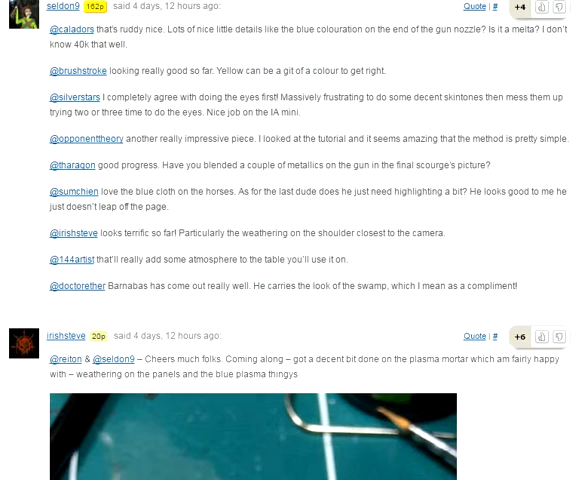 seldon9 162p said 4 days, 12 hours ago: Quote | # +4
@caladors that's ruddy nice. Lots of nice little details like the blue colouration on the end of the gun nozzle? Is it a melta? I don't
know 40k that well.
@brushstroke looking really good so far. Yellow can be a git of a colour to get right.
@silverstars I completely agree with doing the eyes first! Massively frustrating to do some decent skintones then mess them up
trying two or three time to do the eyes. Nice job on the IA mini.
@opponenttheory another really impressive piece. I looked at the tutorial and it seems amazing that the method is pretty simple.
@tharagon good progress. Have you blended a couple of metallics on the gun in the final scourge's picture?
@sumchien love the blue cloth on the horses. As for the last dude does he just need highlighting a bit? He looks good to me he
just doesn't leap off the page.
@irishsteve looks terrific so far! Particularly the weathering on the shoulder closest to the camera.
@144artist that'll really add some atmosphere to the table you'll use it on.
@doctorether Barnabas has come out really well. He carries the look of the swamp, which I mean as a compliment!
irishsteve 20p said 4 days, 12 hours ago: Quote | # +6
@reiton & @seldon9 – Cheers much folks. Coming along – got a decent bit done on the plasma mortar which am fairly happy
with – weathering on the panels and the blue plasma thingys